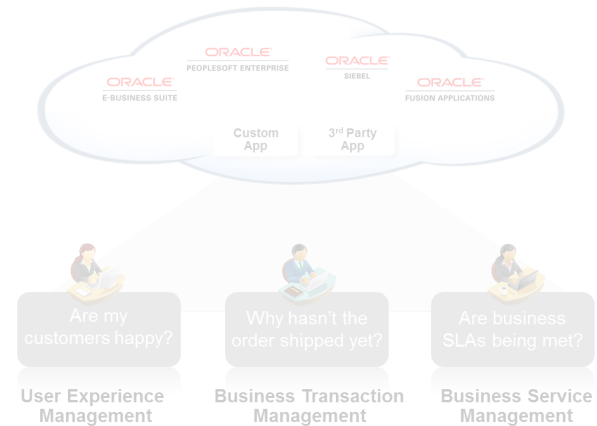 ORACLE
PEOPLESOFT ENTERPRISE
ORACLE
SIEBEL
ORACLE
E-BUSINESS SUITE
ORACLE
FUSION APPLICATIONS
Custom
App
3rd Party
App
Are my
customers happy?
Why hasn't the
order shipped yet?
Are business
SLAs being met?
User Experience
Management
Business Transaction
Management
Business Service
Management